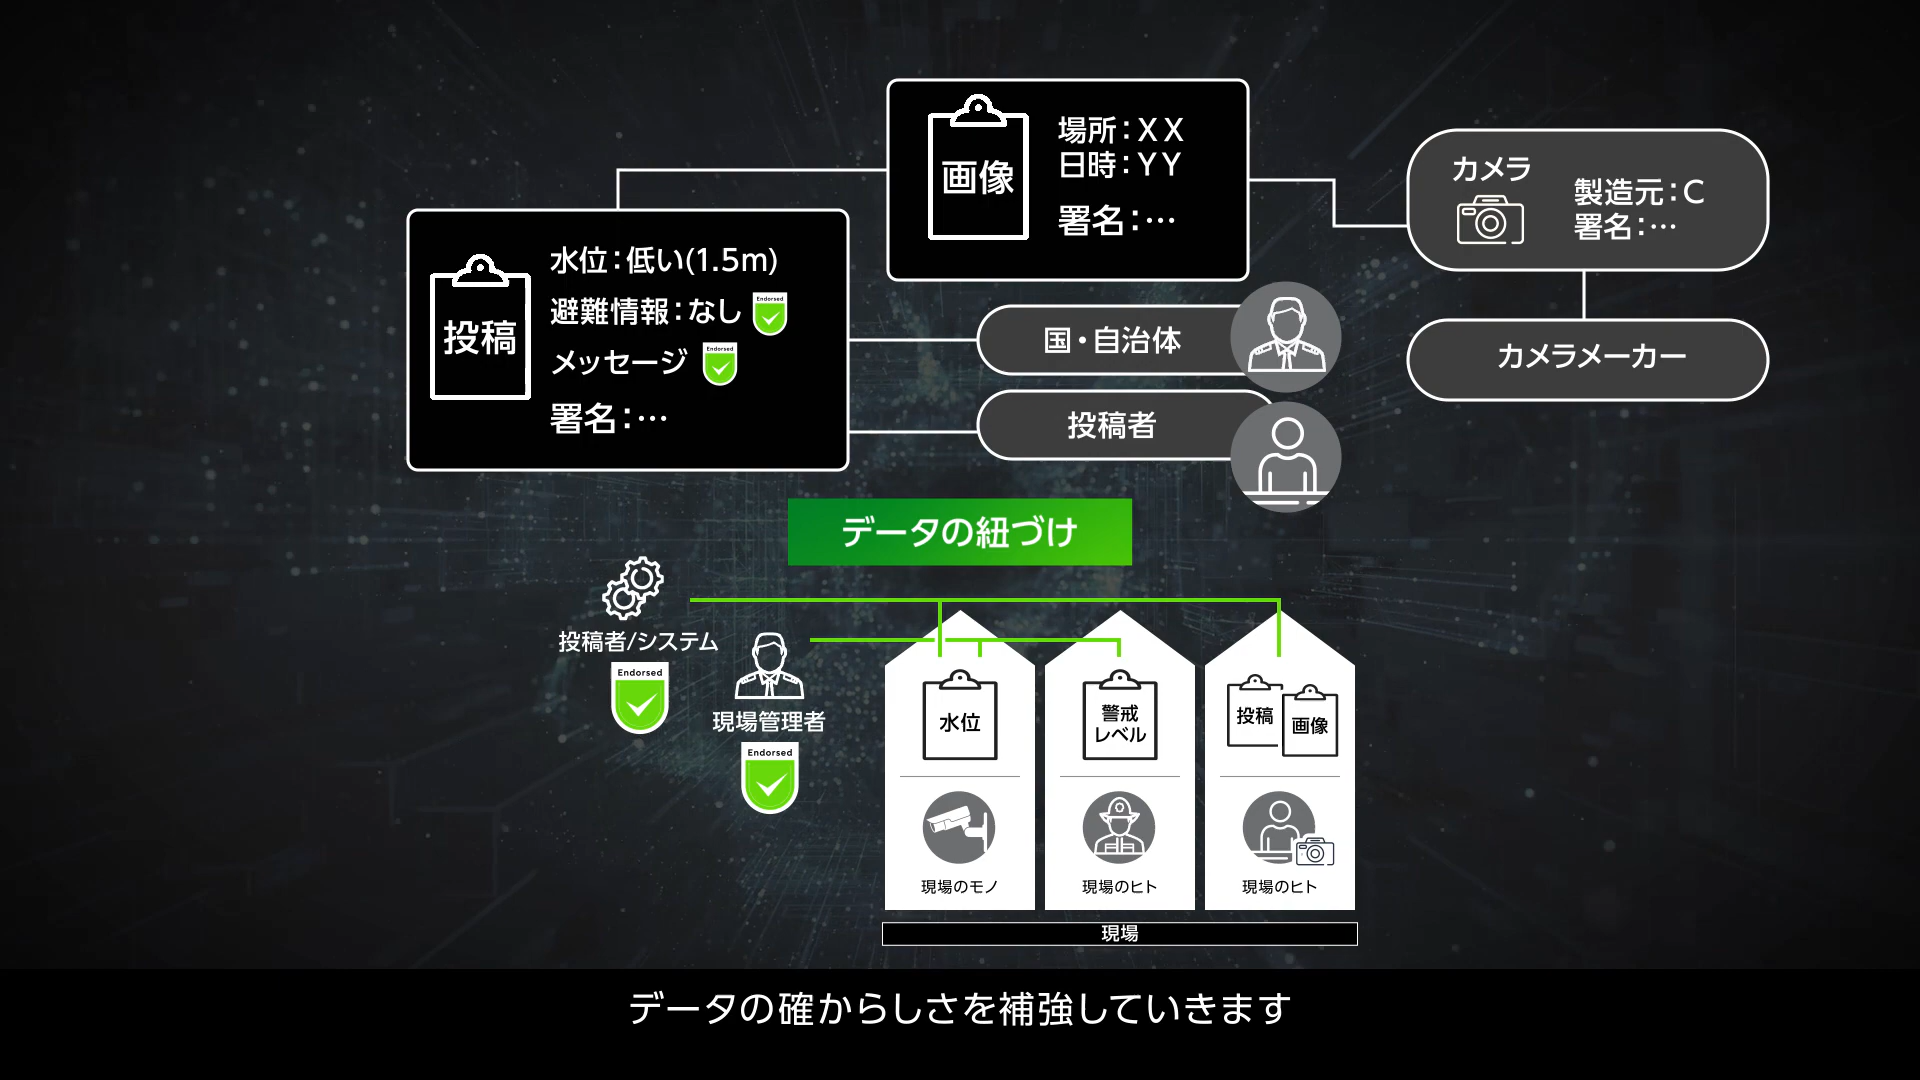 画像
場所：XX
日時：YY
署名：…
カメラ
製造元：C
署名：…
投稿
水位：低い(1.5m)
避難情報：なし
Endorsed
メッセージ
Endorsed
署名：…
国・自治体
投稿者
カメラメーカー
データの紐づけ
投稿者/システム
Endorsed
現場管理者
Endorsed
水位
警戒
レベル
投稿
画像
現場のモノ
現場のヒト
現場のヒト
現場
データの確からしさを補強していきます